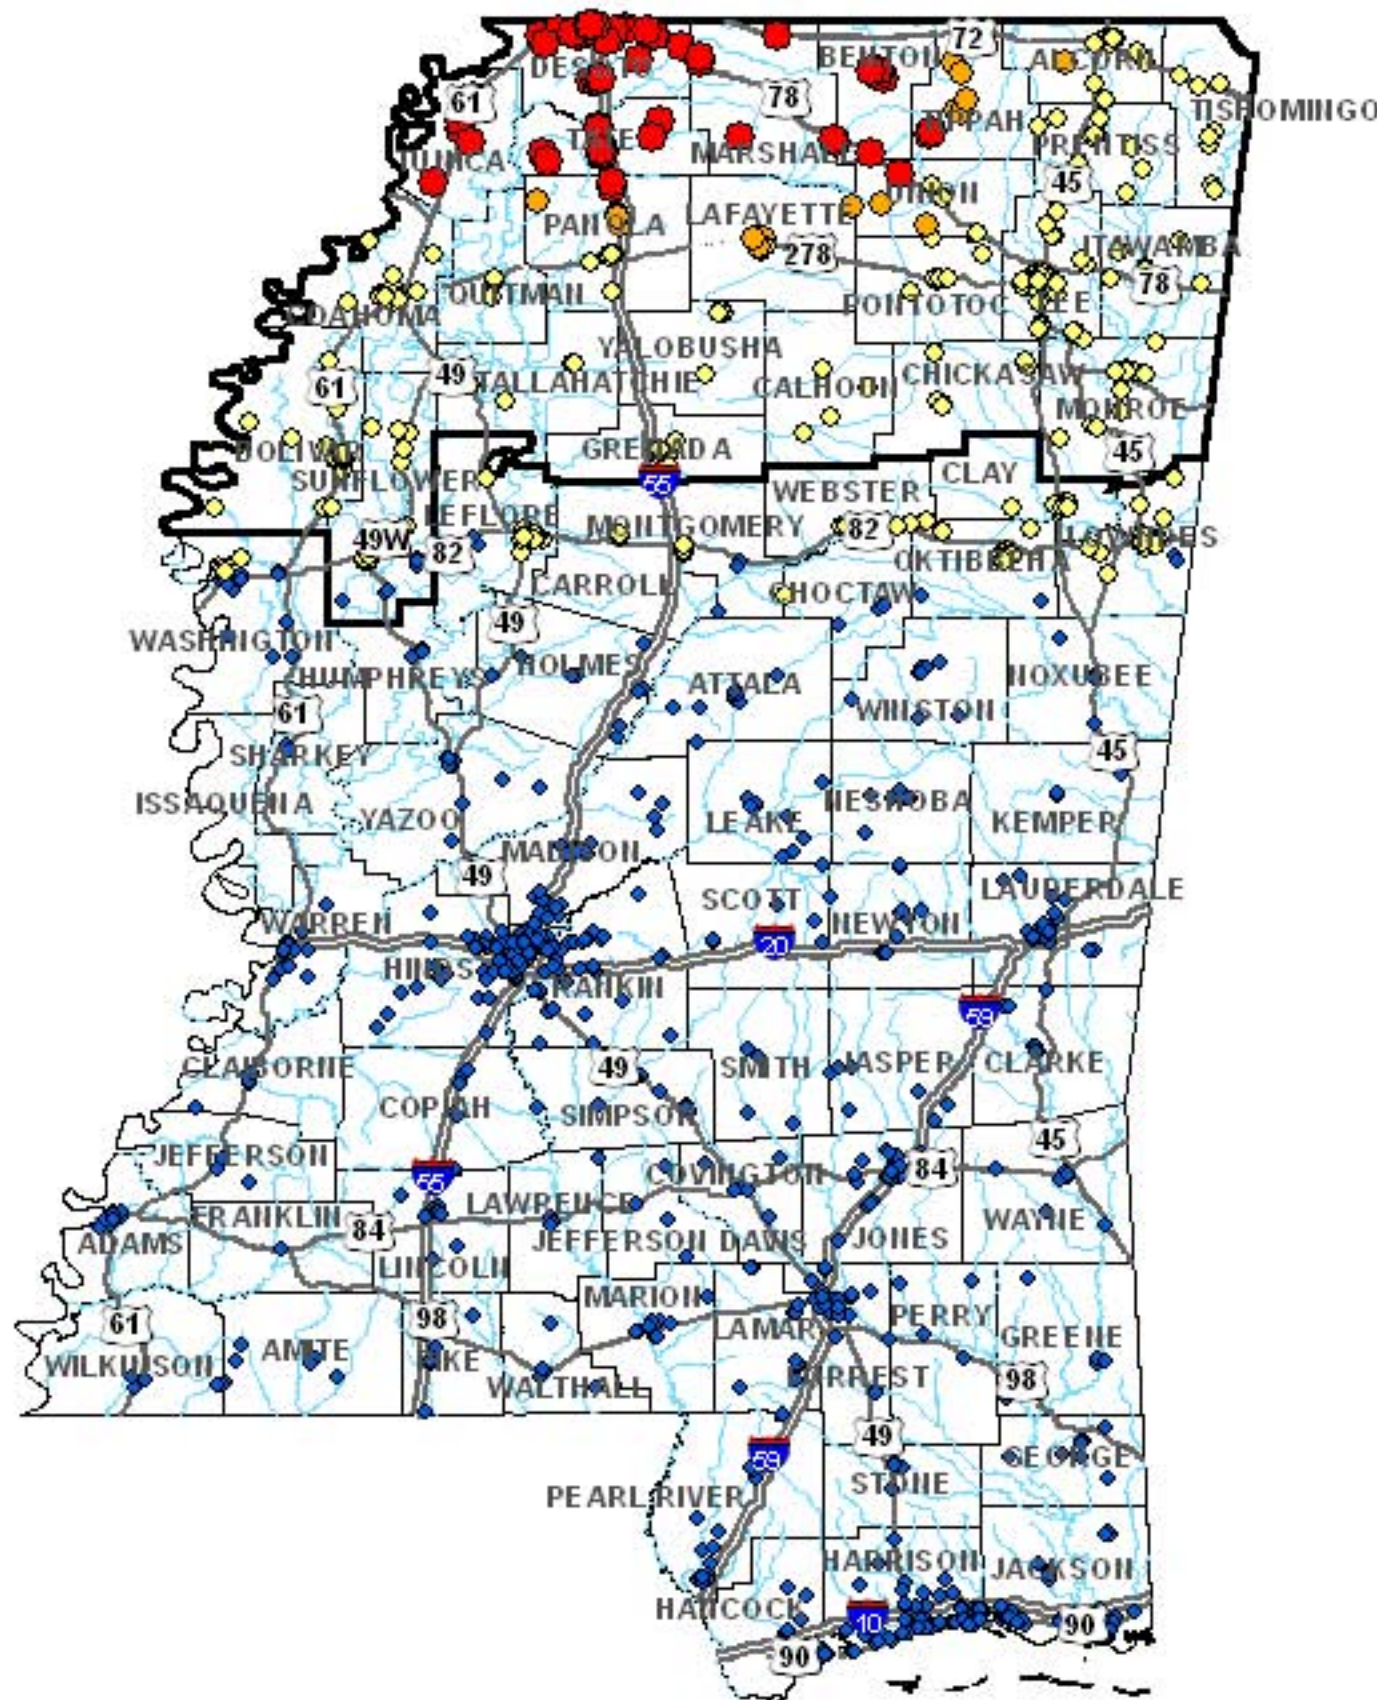 72
BENTON
ALCORN
DESOTO
61
78
TISHOMINGO
TIPPAH
TATE
PRENTISS
TUNICA
MARSHALL
45
UNION
PANOLA
LAFAYETTE
ITAWAMBA
278
78
QUITMAN
PONTOTOC
LEE
COAHOMA
YALOBUSHA
49
61
TALLAHATCHIE
CALHOUN
CHICKASAW
MONROE
BOLIVAR
GRENADA
45
CLAY
SUNFLOWER
55
WEBSTER
LEFLORE
MONTGOMERY
82
LOWNDES
49W
82
OKTIBBEHA
CARROLL
CHOCTAW
49
WASHINGTON
HOLMES
HUMPHREYS
ATTALA
NOXUBEE
61
WINSTON
SHARKEY
45
ISSAQUENA
NESHOBA
YAZOO
LEAKE
KEMPER
MADISON
49
LAUDERDALE
SCOTT
WARREN
NEWTON
20
HINDS
RANKIN
59
CLAIBORNE
49
SMITH
JASPER
CLARKE
COPIAH
SIMPSON
45
JEFFERSON
55
COVINGTON
84
LAWRENCE
FRANKLIN
84
WAYNE
ADAMS
JEFFERSON DAVIS
JONES
LINCOLN
MARION
61
98
PERRY
LAMAR
GREENE
AMITE
WILKINSON
PIKE
WALTHALL
FORREST
98
49
59
GEORGE
STONE
PEARL RIVER
HARRISON
JACKSON
HANCOCK
10
90
90